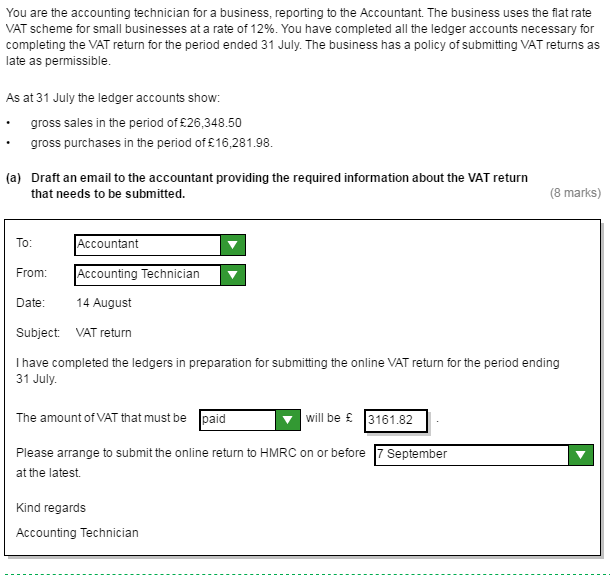 You are the accounting technician for a business, reporting to the Accountant. The business uses the flat rate
VAT scheme for small businesses at a rate of 12%. You have completed all the ledger accounts necessary for
completing the VAT return for the period ended 31 July. The business has a policy of submitting VAT returns as
late as permissible.
As at 31 July the ledger accounts show:
• gross sales in the period of £26,348.50
• gross purchases in the period of £16,281.98.
(a) Draft an email to the accountant providing the required information about the VAT return
that needs to be submitted. (8 marks)
To: Accountant
From: Accounting Technician
Date: 14 August
Subject: VAT return
I have completed the ledgers in preparation for submitting the online VAT return for the period ending
31 July.
The amount of VAT that must be paid will be £ 3161.82 .
Please arrange to submit the online return to HMRC on or before 7 September
at the latest.
Kind regards
Accounting Technician